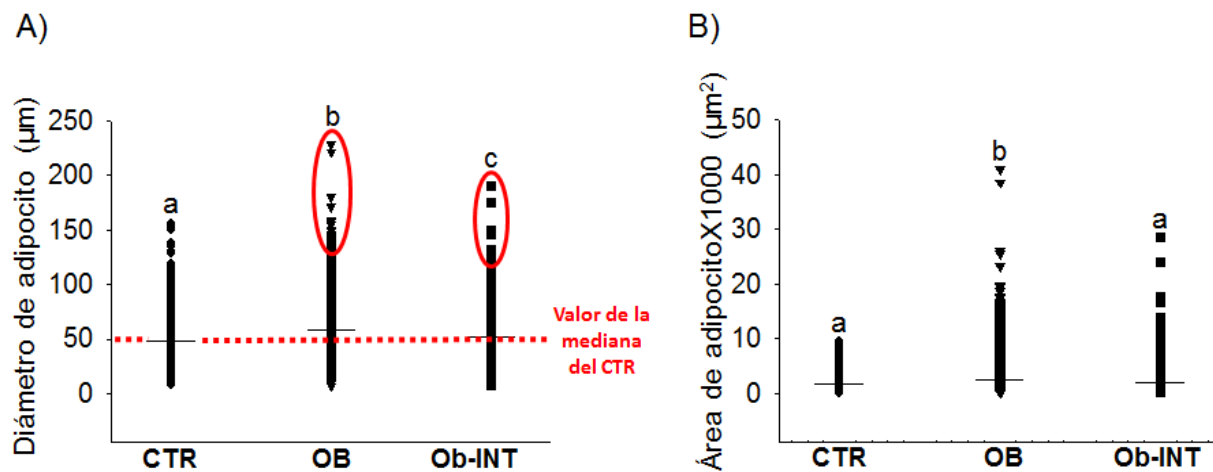 A)
Diámetro de adipocito (µm)
250
200
150
100
50
0
a
b
c
Valor de la
mediana
del CTR
CTR
OB
Ob-INT
B)
Área de adipocitoX1000 (µm²)
50
40
30
20
10
0
a
b
a
CTR
OB
Ob-INT